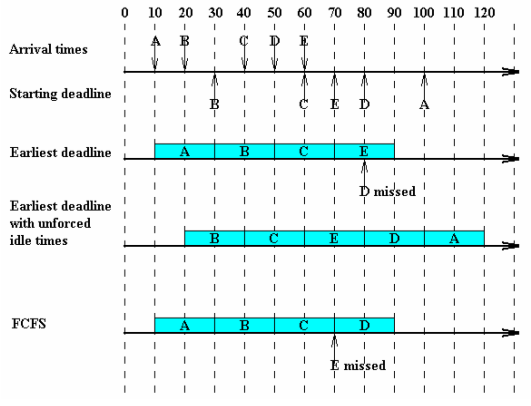 0 10 20 30 40 50 60 70 80 90 100 110 120
Arrival times
A B C D E
Starting deadline
B C E D A
Earliest deadline
A B C E
D missed
Earliest deadline
with unforced
idle times
B C E D A
FCFS
A B C D
E missed